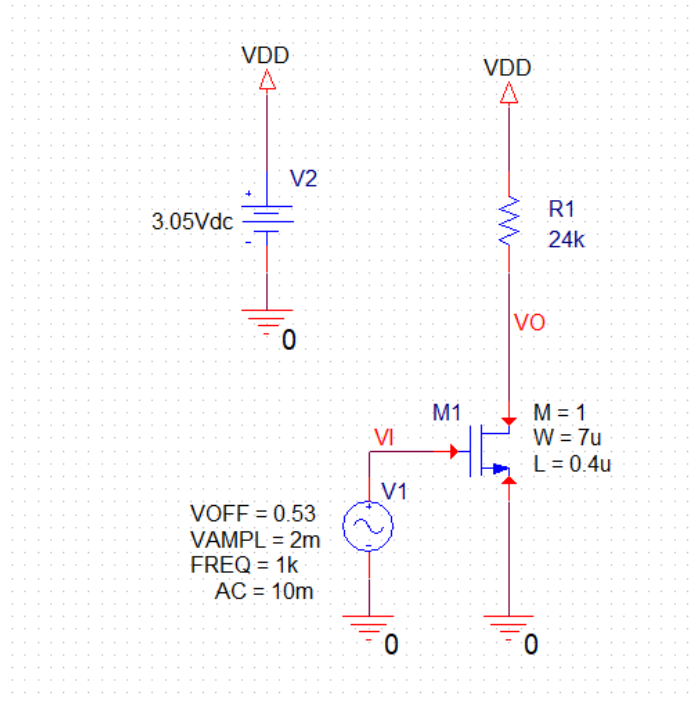 VDD
VDD
V2
+
3.05Vdc
-
R1
24k
0
VO
M1
M = 1
W = 7u
L = 0.4u
VI
V1
+
-
VOFF = 0.53
VAMPL = 2m
FREQ = 1k
AC = 10m
0
0